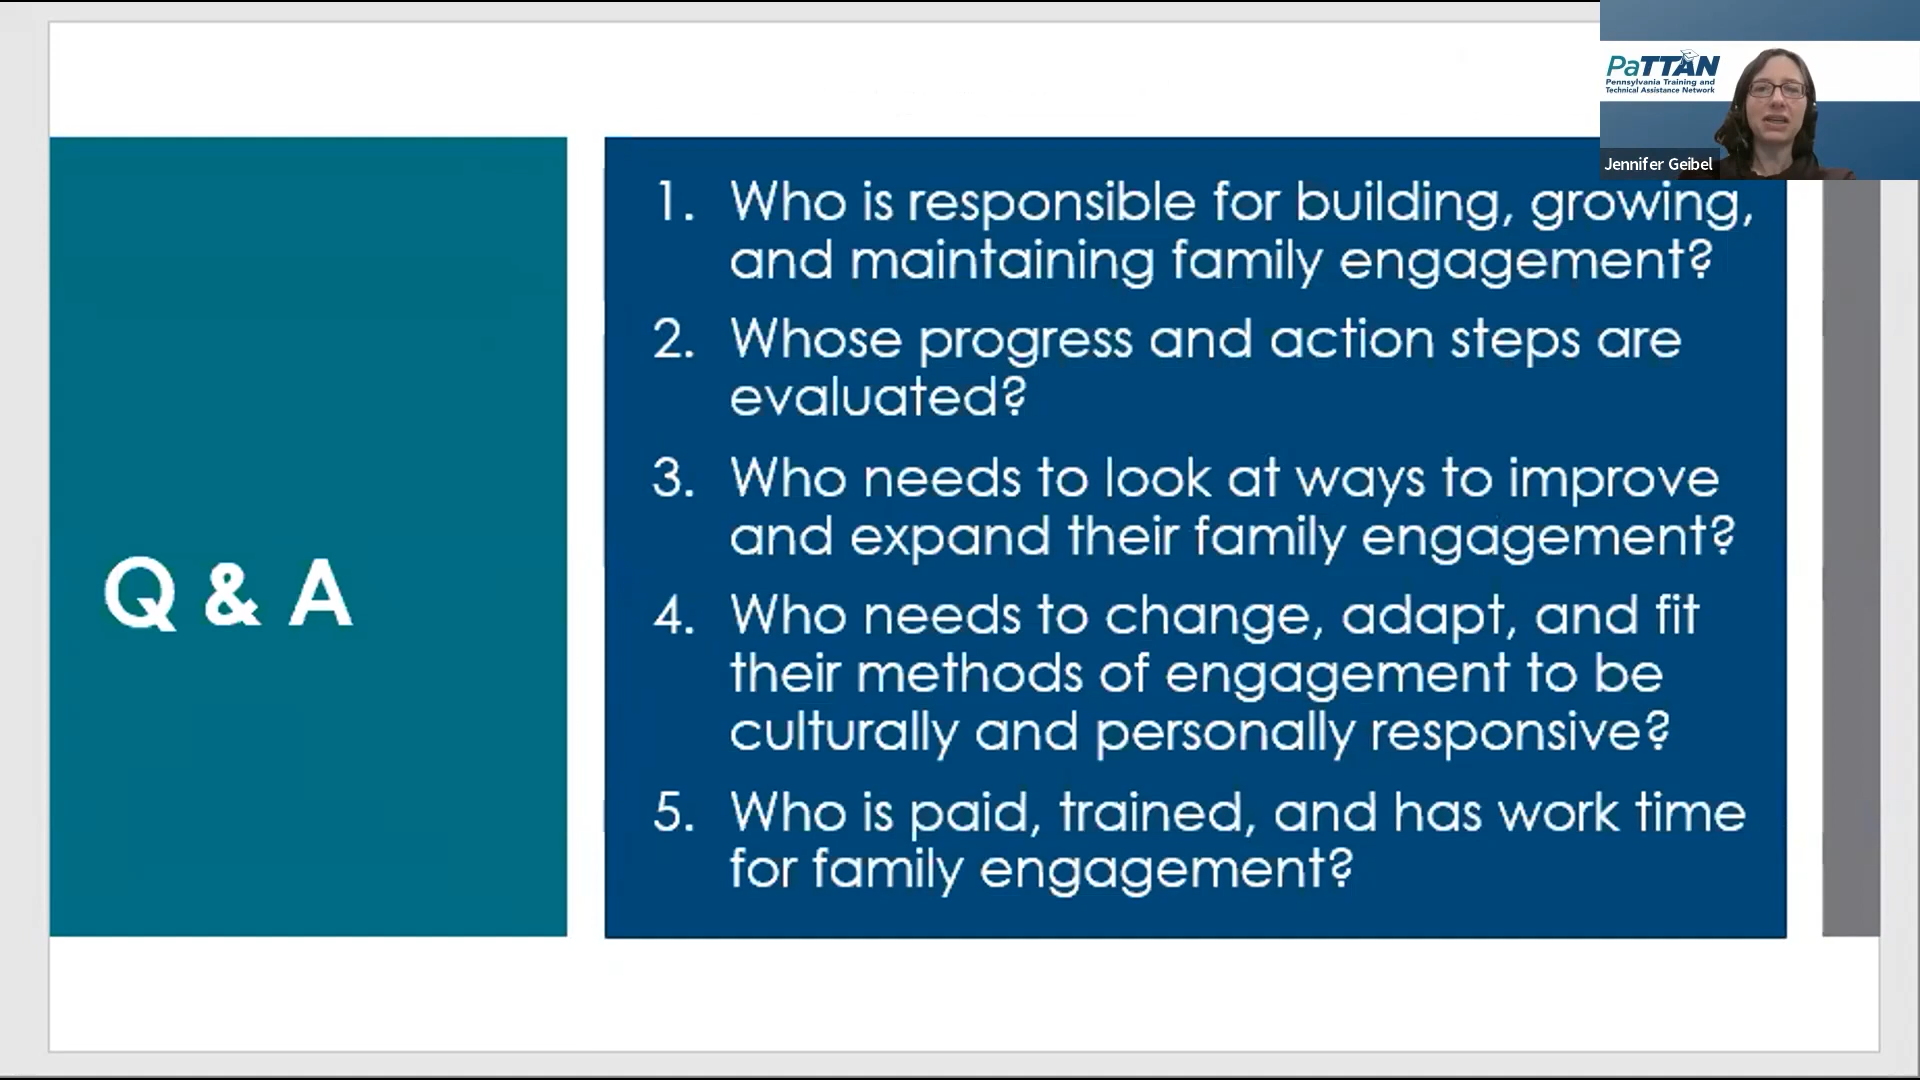 PaTTAN
Pennsylvania Training and
Technical Assistance Network
Jennifer Geibel
Q & A
1. Who is responsible for building, growing,
and maintaining family engagement?
2. Whose progress and action steps are
evaluated?
3. Who needs to look at ways to improve
and expand their family engagement?
4. Who needs to change, adapt, and fit
their methods of engagement to be
culturally and personally responsive?
5. Who is paid, trained, and has work time
for family engagement?